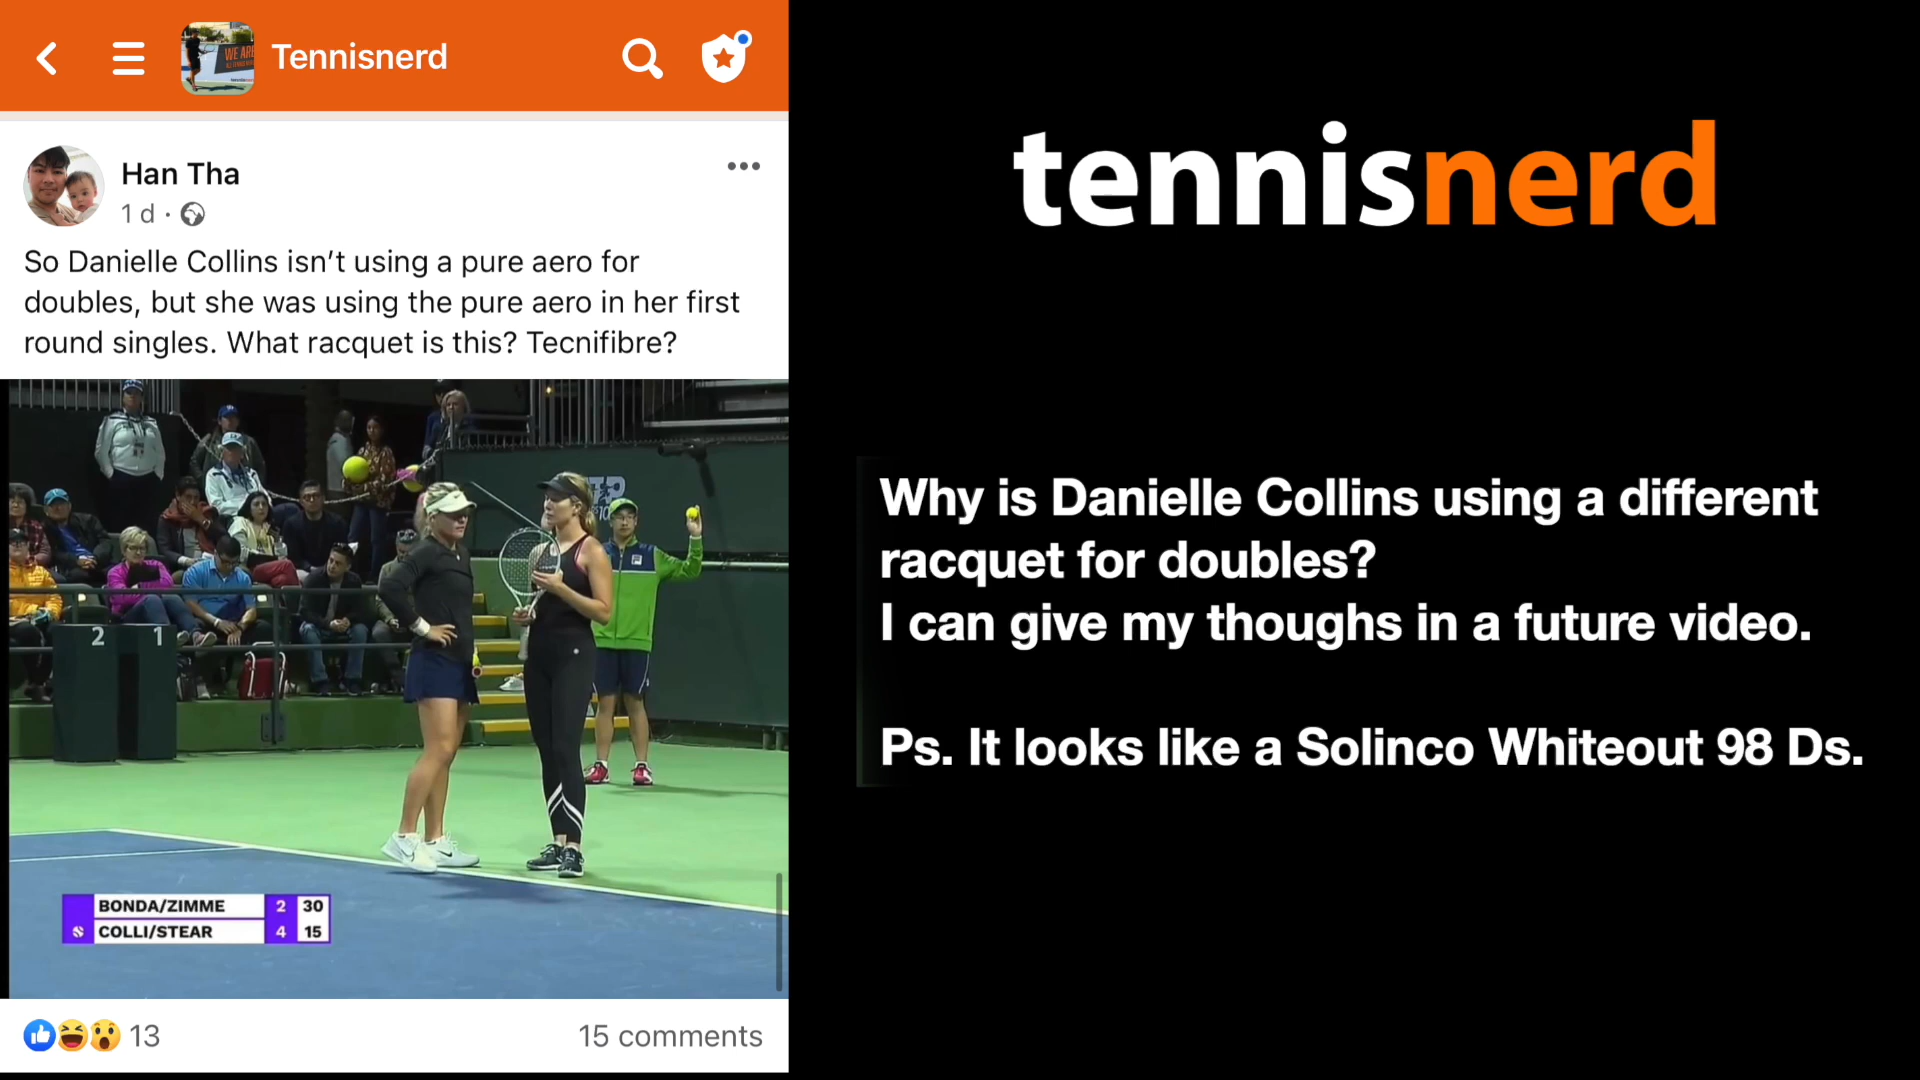 Tennisnerd
WE ARE
Han Tha
1 d ·
So Danielle Collins isn't using a pure aero for
doubles, but she was using the pure aero in her first
round singles. What racquet is this? Tecnifibre?
2 1
BONDA/ZIMME 2 30
COLLI/STEAR 4 15
13
15 comments
tennisnerd
Why is Danielle Collins using a different
racquet for doubles?
I can give my thoughs in a future video.
Ps. It looks like a Solinco Whiteout 98 Ds.